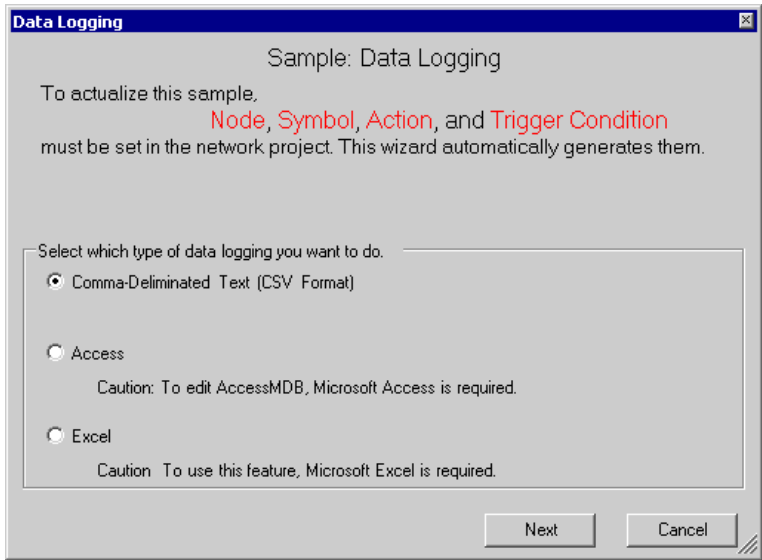 Data Logging
Sample: Data Logging
To actualize this sample,
Node, Symbol, Action, and Trigger Condition
must be set in the network project. This wizard automatically generates them.
Select which type of data logging you want to do.
Comma-Deliminated Text (CSV Format)
Access
Caution: To edit AccessMDB, Microsoft Access is required.
Excel
Caution To use this feature, Microsoft Excel is required.
Next Cancel